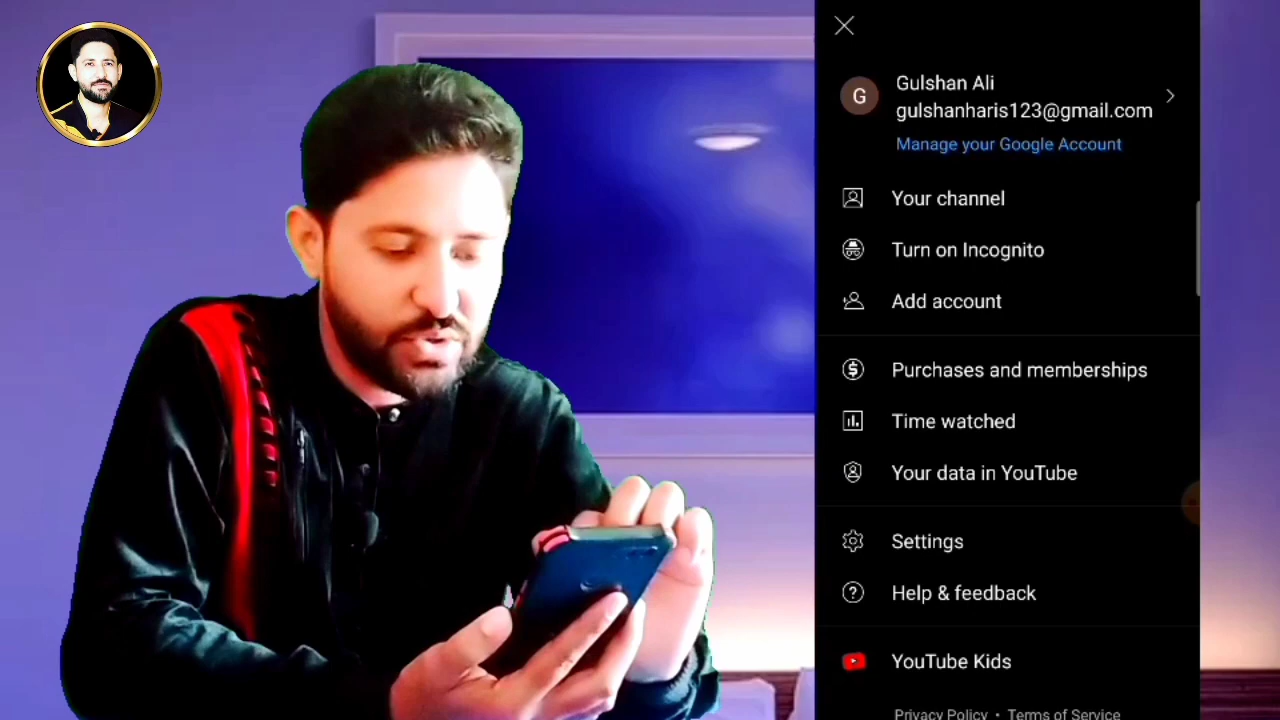 Gulshan Ali
G
gulshanharis123@gmail.com
Manage your Google Account
Your channel
Turn on Incognito
Add account
Purchases and memberships
Time watched
Your data in YouTube
Settings
Help & feedback
YouTube Kids
Privacy Policy • Terms of Service